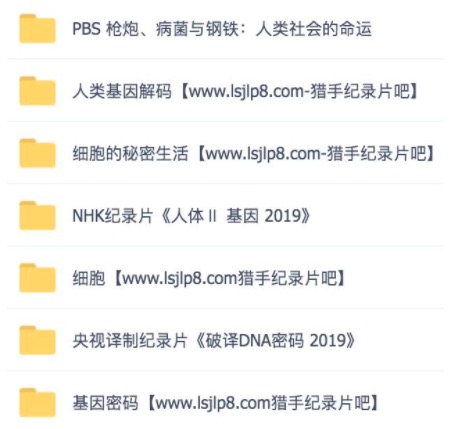 PBS 枪炮、病菌与钢铁：人类社会的命运
人类基因解码【www.lsjlp8.com-猎手纪录片吧】
细胞的秘密生活【www.lsjlp8.com-猎手纪录片吧】
NHK纪录片《人体Ⅱ 基因 2019》
细胞【www.lsjlp8.com猎手纪录片吧】
央视译制纪录片《破译DNA密码 2019》
基因密码【www.lsjlp8.com猎手纪录片吧】